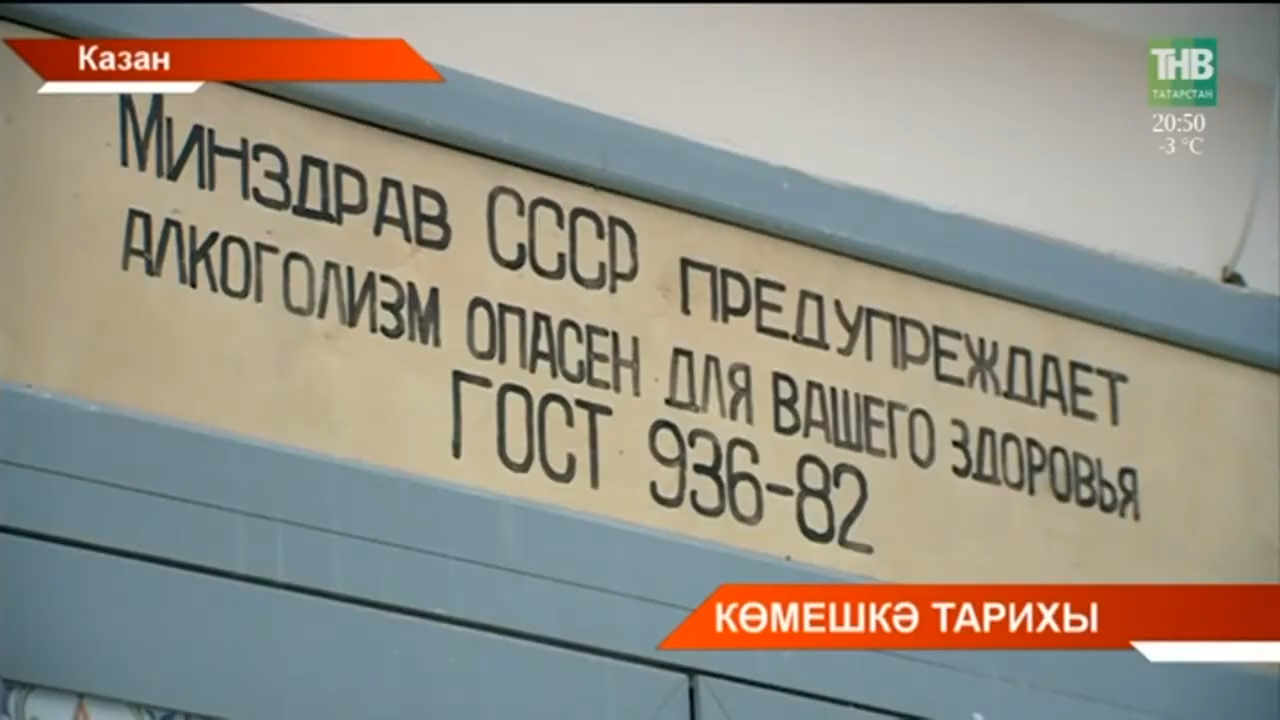 Казан
ТНВ
ТАТАРСТАН
20:50
-3 °C
МИНЗДРАВ СССР ПРЕДУПРЕЖДАЕТ
АЛКОГОЛИЗМ ОПАСЕН ДЛЯ ВАШЕГО ЗДОРОВЬЯ
ГОСТ 936-82
КӨМЕШКӘ ТАРИХЫ